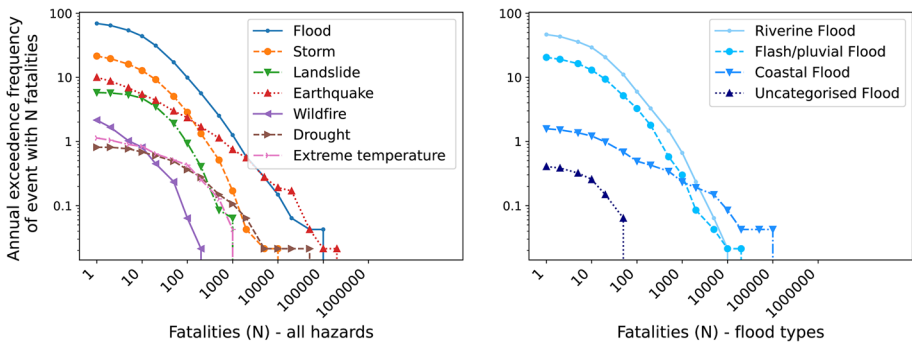 Annual exceedence frequency
of event with N fatalities
100
10
1
0.1
Flood
Storm
Landslide
Earthquake
Wildfire
Drought
Extreme temperature
1
10
100
1000
10000
100000
1000000
Fatalities (N) - all hazards
100
10
1
0.1
Riverine Flood
Flash/pluvial Flood
Coastal Flood
Uncategorised Flood
1
10
100
1000
10000
100000
1000000
Fatalities (N) - flood types